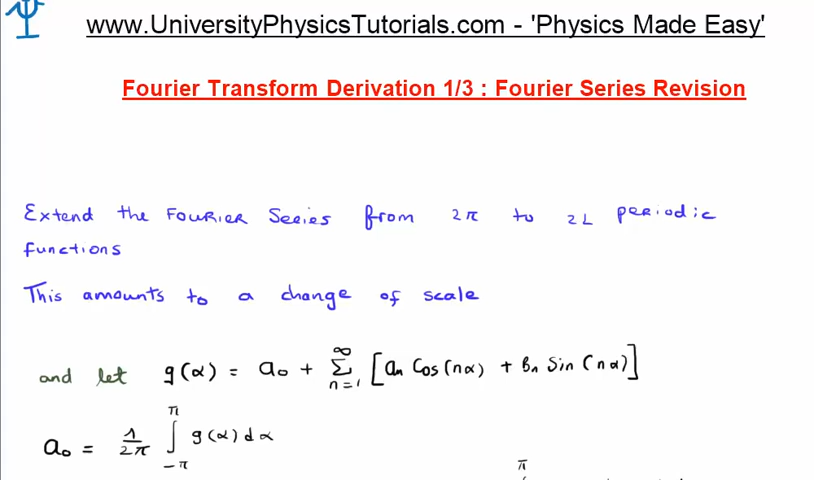 www.UniversityPhysicsTutorials.com - 'Physics Made Easy'
Fourier Transform Derivation 1/3 : Fourier Series Revision
Extend the FOURIER Series from 2π to 2L periodic
functions
This amounts to a change of scale
and let g(α) = a₀ + ∞ Σ n=1 [aₙ Cos(nα) + Bₙ Sin(nα)]
a₀ = 1/2π ∫ π -π g(α)dα
π